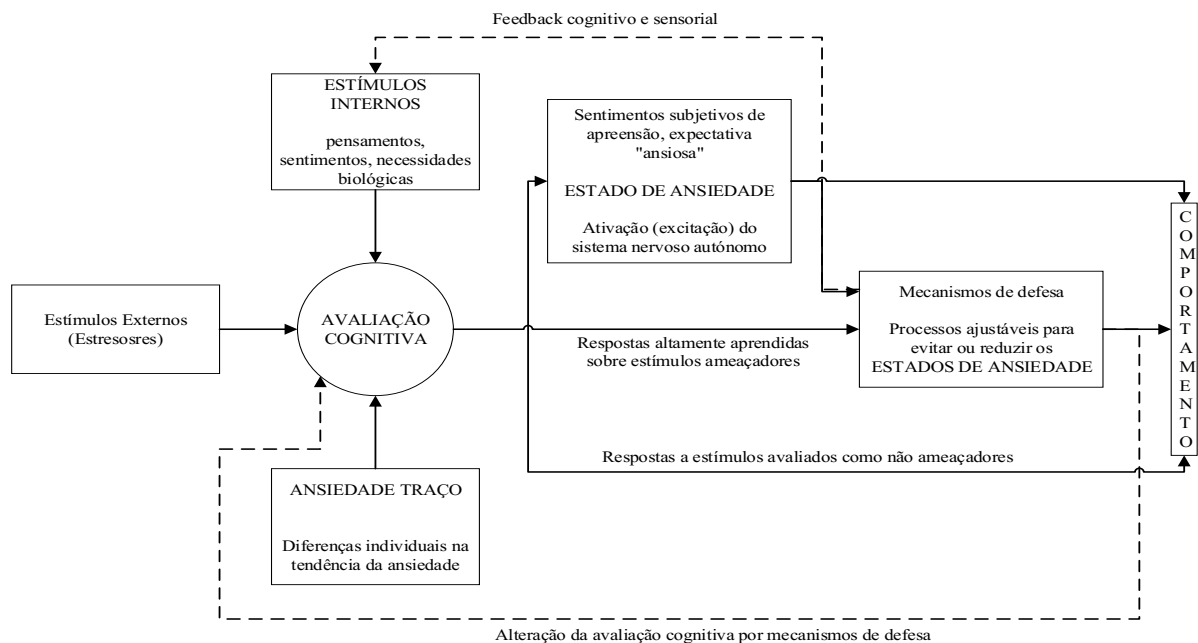 Feedback cognitivo e sensorial
ESTÍMULOS
INTERNOS
pensamentos,
sentimentos, necessidades
biológicas
Sentimentos subjetivos de
apreensão, expectativa
"ansiosa"
ESTADO DE ANSIEDADE
Ativação (excitação) do
sistema nervoso autónomo
Estímulos Externos
(Estresosres)
AVALIAÇÃO
COGNITIVA
Respostas altamente aprendidas
sobre estímulos ameaçadores
Mecanismos de defesa
Processos ajustáveis para
evitar ou reduzir os
ESTADOS DE ANSIEDADE
COMPORTAMENTO
Respostas a estímulos avaliados como não ameaçadores
ANSIEDADE TRAÇO
Diferenças individuais na
tendência da ansiedade
Alteração da avaliação cognitiva por mecanismos de defesa